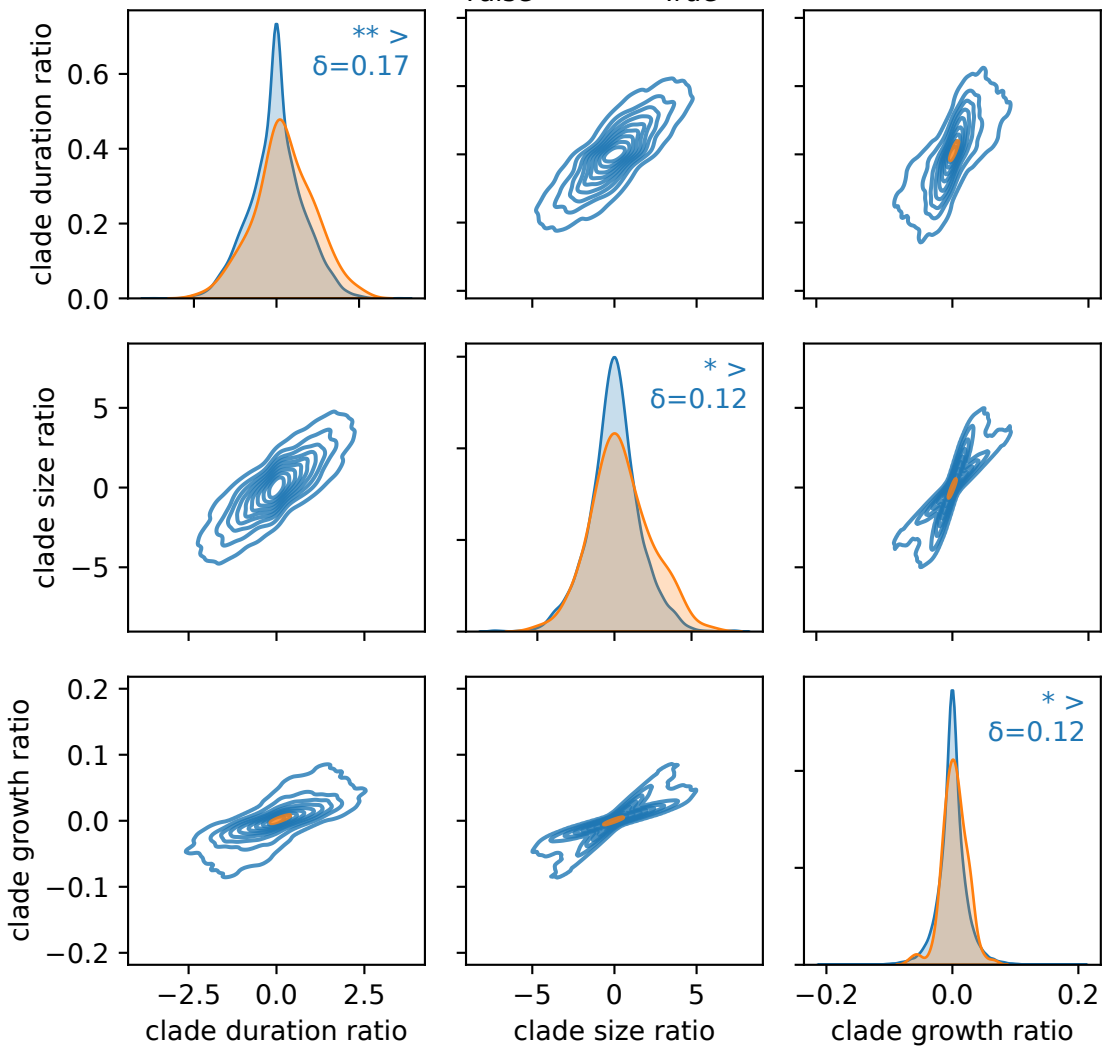 ** >
δ=0.17
clade duration ratio
0.6
0.4
0.2
0.0
clade size ratio
5
0
−5
* >
δ=0.12
clade growth ratio
0.2
0.1
0.0
−0.1
−0.2
* >
δ=0.12
−2.5 0.0 2.5
−5 0 5
−0.2 0.0 0.2
clade duration ratio
clade size ratio
clade growth ratio